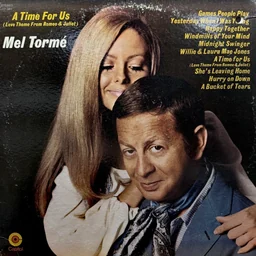 A Time For Us
(Love Theme From Romeo & Juliet)
Mel Tormé
Games People Play
Yesterday When I Was
Happy Together
Windmills of Your Mind
Midnight Swinger
Willie & Laura Mae Jones
A Time for Us
(Love Theme From Romeo & Juliet)
She's Leaving Home
Hurry on Down
A Bucket of Tears
Capitol